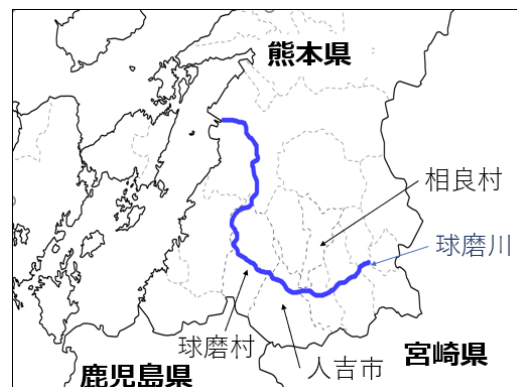 熊本県
相良村
球磨川
球磨村
人吉市
宮崎県
鹿児島県